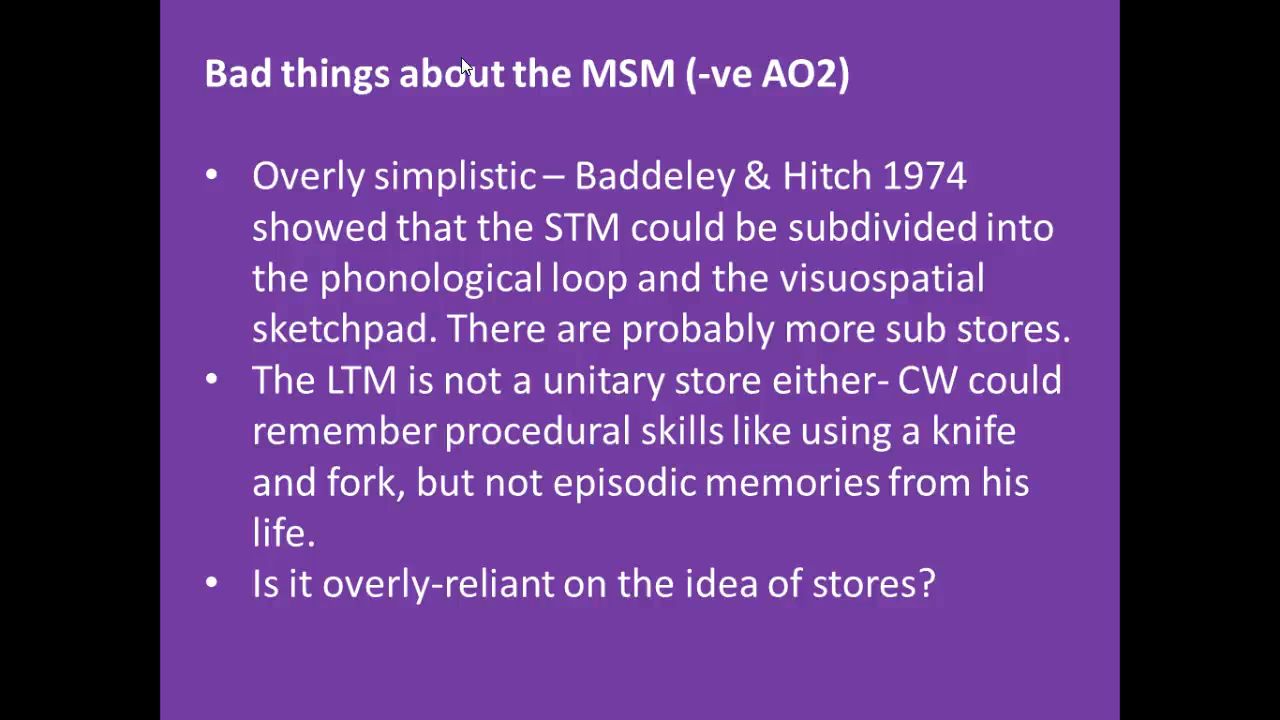 Bad things about the MSM (-ve AO2)
• Overly simplistic – Baddeley & Hitch 1974
showed that the STM could be subdivided into
the phonological loop and the visuospatial
sketchpad. There are probably more sub stores.
• The LTM is not a unitary store either- CW could
remember procedural skills like using a knife
and fork, but not episodic memories from his
life.
• Is it overly-reliant on the idea of stores?